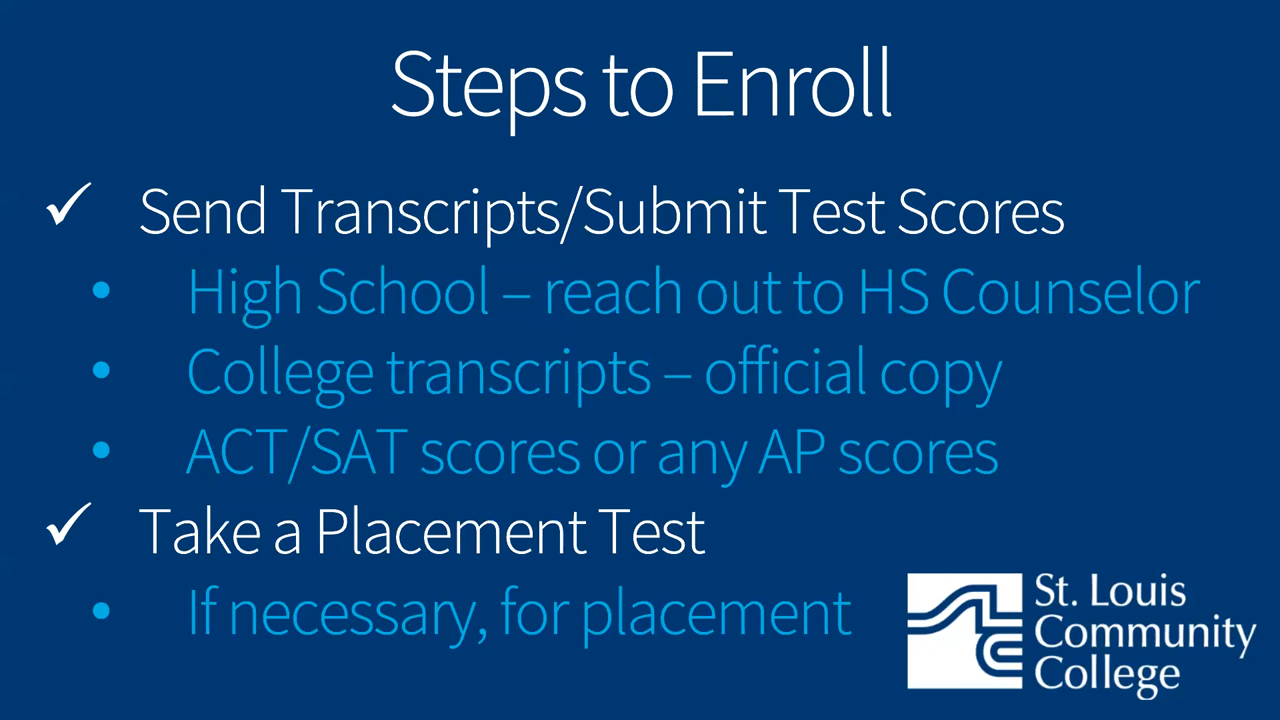 Steps to Enroll
✓ Send Transcripts/Submit Test Scores
• High School – reach out to HS Counselor
• College transcripts – official copy
• ACT/SAT scores or any AP scores
✓ Take a Placement Test
• If necessary, for placement
St. Louis
Community
College